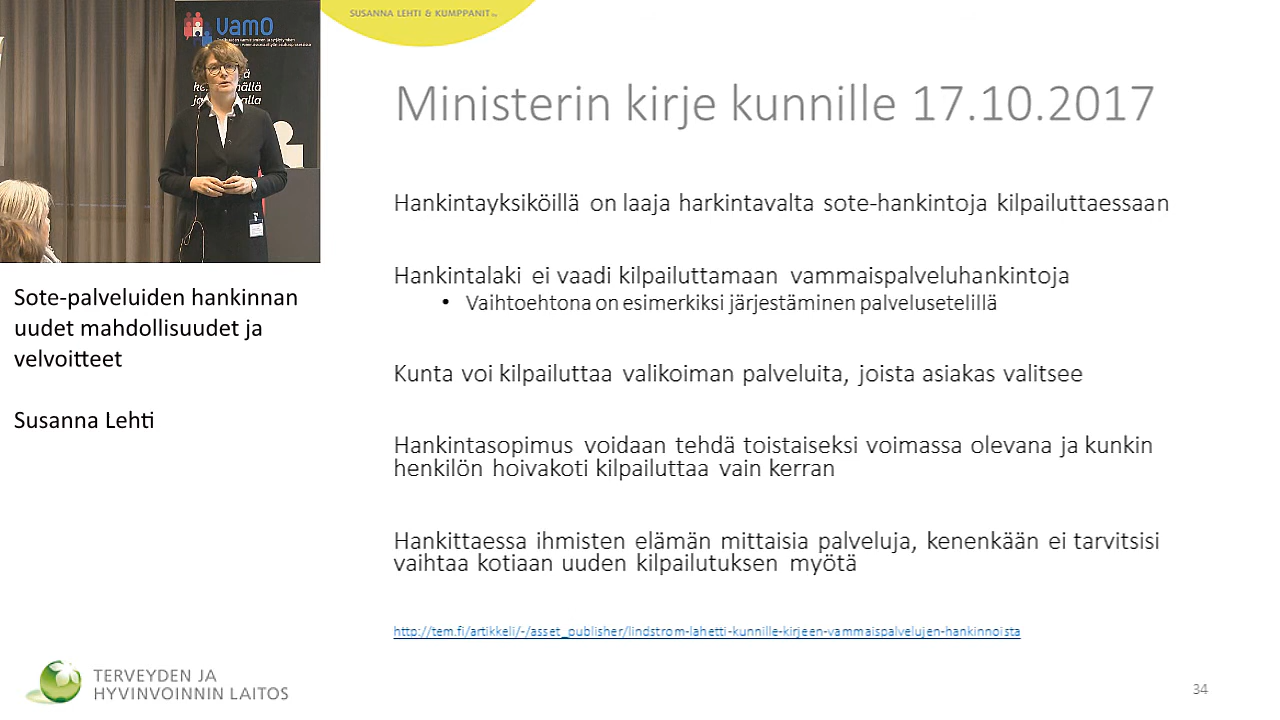 vamO
SUSANNA LEHTI & KUMPPANIT
Ministerin kirje kunnille 17.10.2017
Hankintayksiköillä on laaja harkintavalta sote-hankintoja kilpailuttaessaan
Hankintalaki ei vaadi kilpailuttamaan vammaispalveluhankintoja
• Vaihtoehtona on esimerkiksi järjestäminen palvelusetelillä
Kunta voi kilpailuttaa valikoiman palveluita, joista asiakas valitsee
Hankintasopimus voidaan tehdä toistaiseksi voimassa olevana ja kunkin
henkilön hoivakoti kilpailuttaa vain kerran
Hankittaessa ihmisten elämän mittaisia palveluja, kenenkään ei tarvitsisi
vaihtaa kotiaan uuden kilpailutuksen myötä
http://tem.fi/artikkeli/-/asset_publisher/lindstrom-lahetti-kunnille-kirjeen-vammaispalvelujen-hankinnoista
Sote-palveluiden hankinnan
uudet mahdollisuudet ja
velvoitteet
Susanna Lehti
TERVEYDEN JA
HYVINVOINNIN LAITOS
34